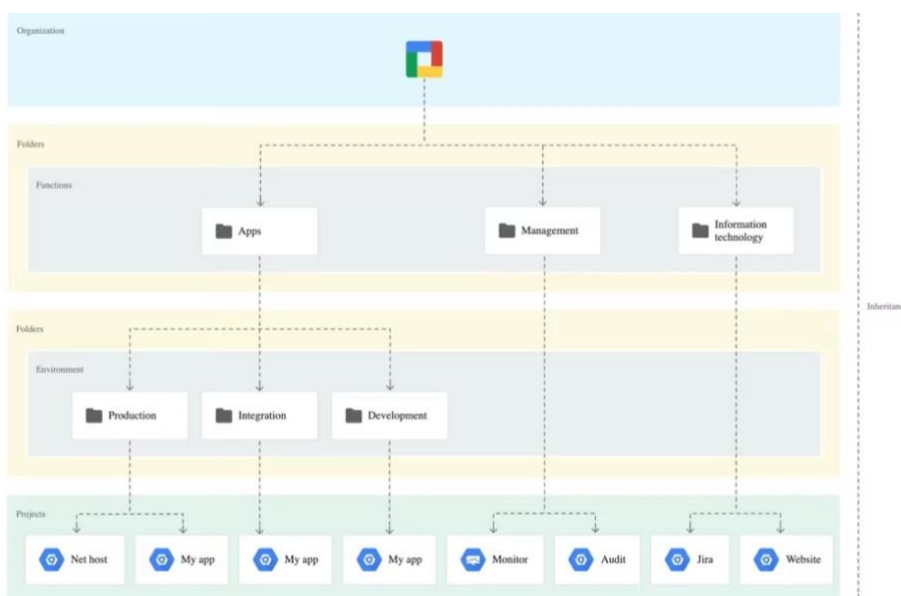 Organization
Folders
Functions
Apps
Management
Information
technology
Folders
Environment
Production
Integration
Development
Projects
Net host
My app
My app
My app
Monitor
Audit
Jira
Website
Inheritan